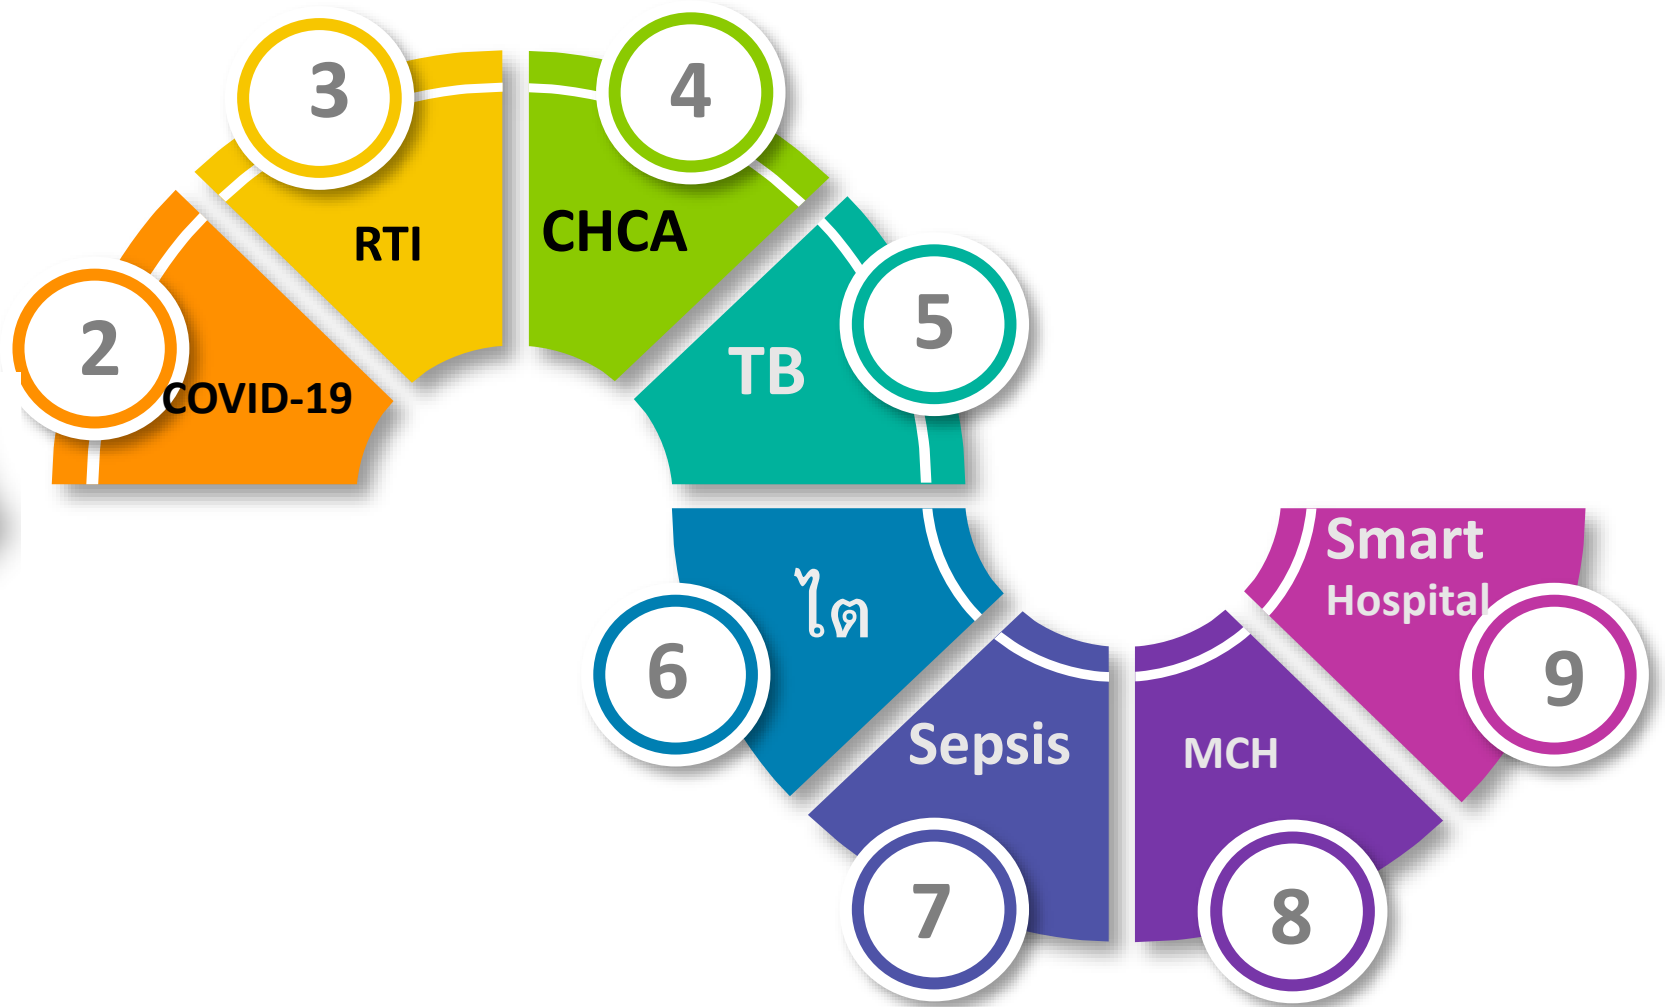 2
COVID-19
3
RTI
4
CHCA
5
TB
6
ไต
7
Sepsis
8
MCH
9
Smart
Hospital